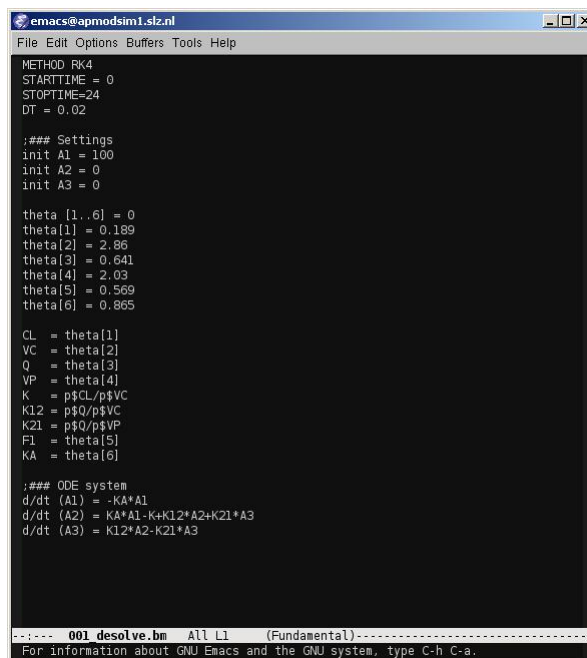 emacs@apmodsim1.slz.nl
File Edit Options Buffers Tools Help
METHOD RK4
STARTTIME = 0
STOPTIME=24
DT = 0.02
;### Settings
init A1 = 100
init A2 = 0
init A3 = 0
theta [1..6] = 0
theta[1] = 0.189
theta[2] = 2.86
theta[3] = 0.641
theta[4] = 2.03
theta[5] = 0.569
theta[6] = 0.865
CL  = theta[1]
VC  = theta[2]
Q   = theta[3]
VP  = theta[4]
K   = p$CL/p$VC
K12 = p$Q/p$VC
K21 = p$Q/p$VP
F1  = theta[5]
KA  = theta[6]
;### ODE system
d/dt (A1) = -KA*A1
d/dt (A2) = KA*A1-K+K12*A2+K21*A3
d/dt (A3) = K12*A2-K21*A3
--:--- 001_desolve.bm All L1 (Fundamental)----------------------------------
For information about GNU Emacs and the GNU system, type C-h C-a.